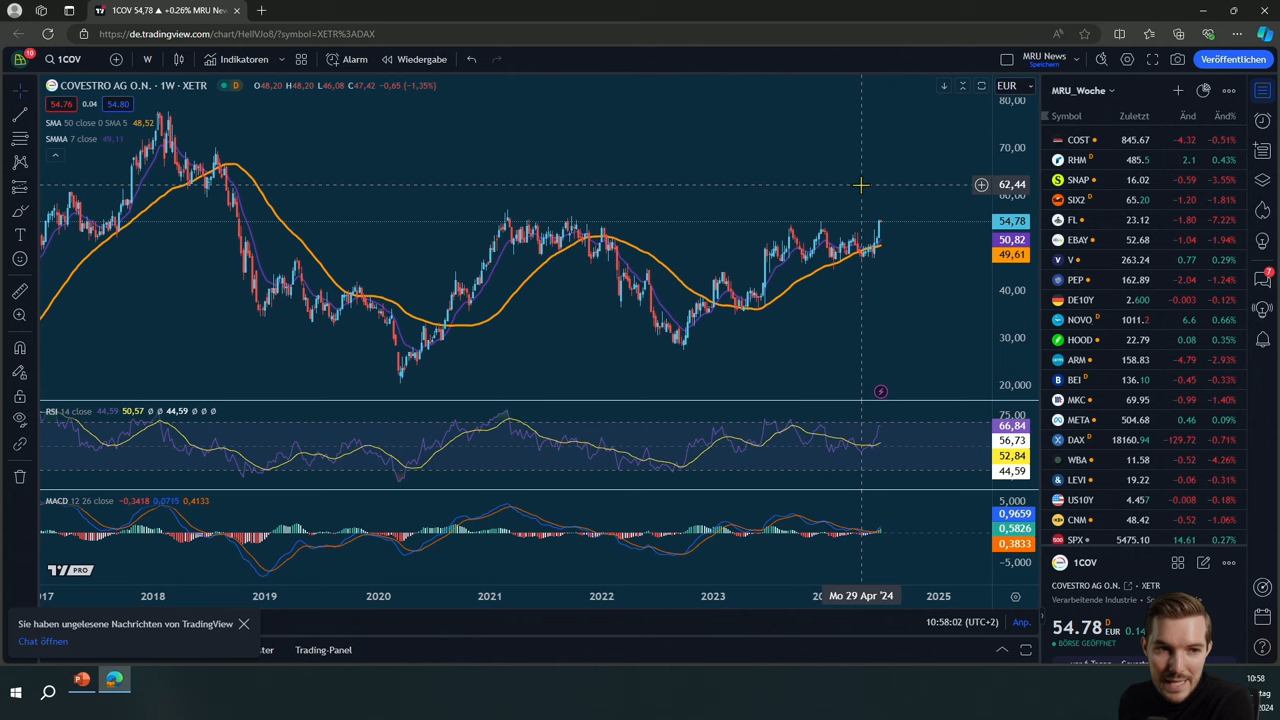 1COV 54,78 ▲ +0.26% MRU Nev
https://de.tradingview.com/chart/HellVJo8/?symbol=XETR%3ADAX
10 1COV W Indikatoren Alarm Wiedergabe MRU News Speichern Veröffentlichen
COVESTRO AG O.N. · 1W · XETR D O48,20 H48,20 L46,08 C47,42 -0,65 (-1,35%) EUR
54.76 0.04 54.80
SMA 50 close 0 SMA 5 48,52
SMMA 7 close 49,11
80,00
70,00
62,44
60,00
54,78
50,82
49,61
40,00
30,00
20,000
RSI 14 close 44,59 50,57 Ø Ø 44,59 Ø Ø Ø
75,00
66,84
56,73
52,84
44,59
MACD 12 26 close -0,3418 0,0715 0,4133
5,000
0,9659
0,5826
0,3833
-5,000
TV PRO
2018 2019 2020 2021 2022 2023 Mo 29 Apr '24 2025
Sie haben ungelesene Nachrichten von TradingView
Chat öffnen
10:58:02 (UTC+2) Anp.
Trading-Panel
MRU_Woche
Symbol Zuletzt Änd Änd%
COST 845.67 -4.32 -0.51%
RHM D 485.5 2.1 0.43%
SNAP 16.02 -0.59 -3.55%
SIX2 D 65.20 -1.20 -1.81%
FL 23.12 -1.80 -7.22%
EBAY 52.68 -1.04 -1.94%
V 263.24 0.77 0.29%
PEP 162.89 -2.04 -1.24%
DE10Y 2.600 -0.003 -0.12%
NOVO D 1011.2 6.6 0.66%
HOOD 22.79 0.08 0.35%
ARM 158.83 -4.79 -2.93%
BEI D 136.10 -0.45 -0.33%
MKC 69.95 -0.99 -1.40%
META 504.68 0.46 0.09%
DAX D 18160.94 -129.72 -0.71%
WBA 11.58 -0.52 -4.26%
LEVI 19.22 -0.06 -0.31%
US10Y 4.457 -0.008 -0.18%
CNM 48.42 -0.52 -1.06%
SPX 5475.10 14.61 0.27%
7
1COV
COVESTRO AG O.N. XETR
Verarbeitende Industrie
54.78 D EUR 0.14
BÖRSE GEÖFFNET
10:58